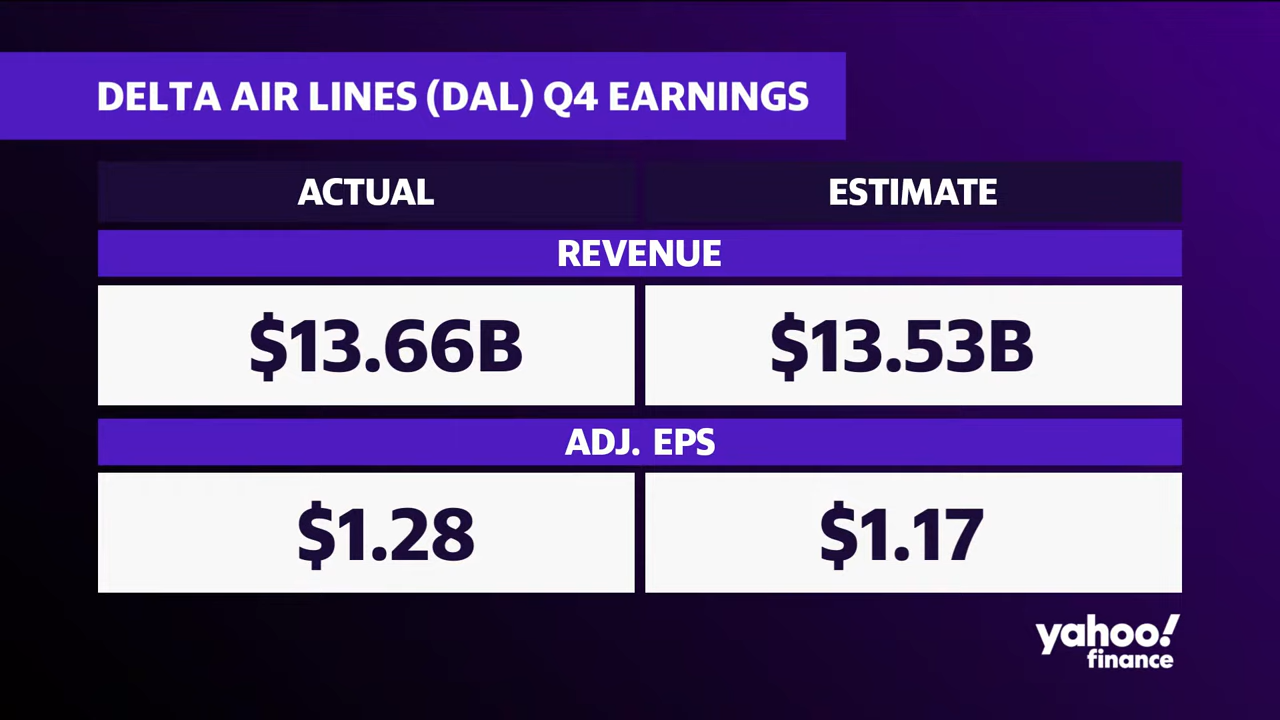 DELTA AIR LINES (DAL) Q4 EARNINGS
ACTUAL ESTIMATE
REVENUE
$13.66B $13.53B
ADJ. EPS
$1.28 $1.17
yahoo!
finance